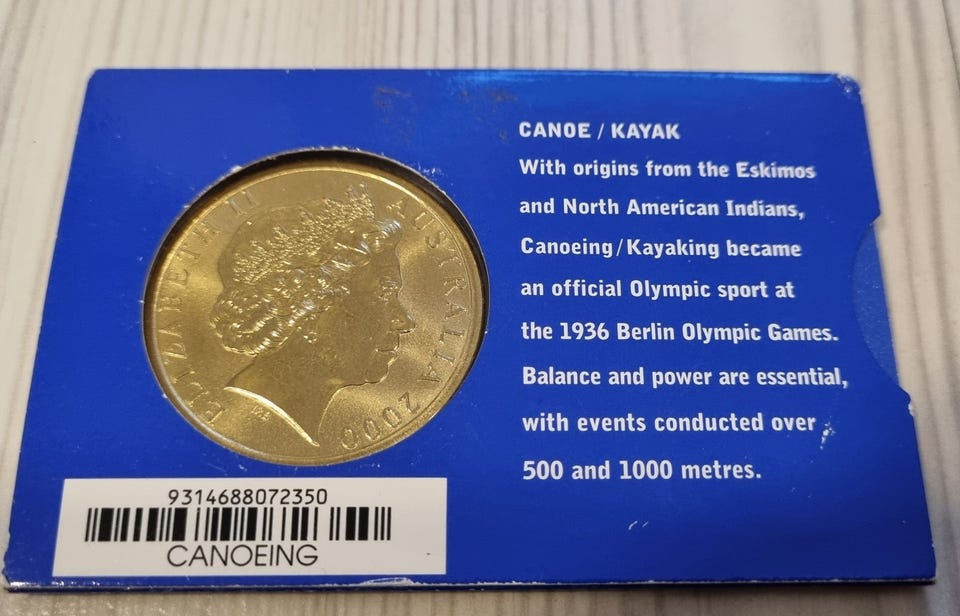 ELIZABETH II AUSTRALIA 2000
IRB
CANOE / KAYAK
With origins from the Eskimos
and North American Indians,
Canoeing/Kayaking became
an official Olympic sport at
the 1936 Berlin Olympic Games.
Balance and power are essential,
with events conducted over
500 and 1000 metres.
9314688072350
CANOEING